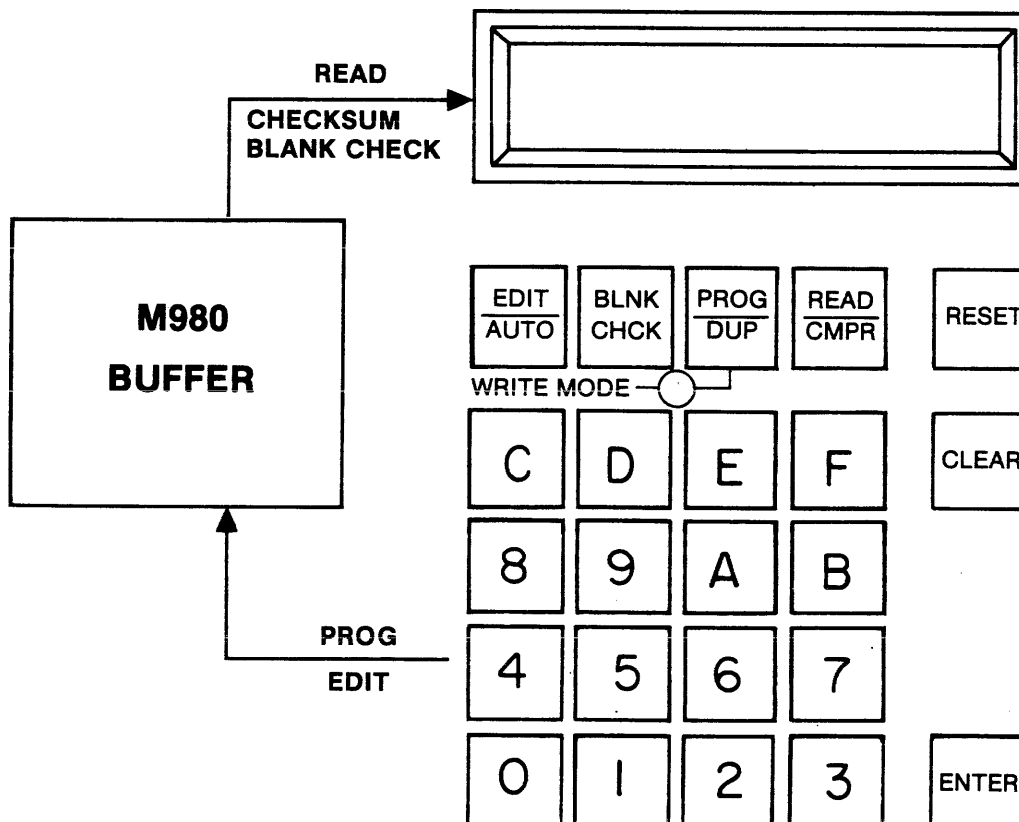 READ
CHECKSUM
BLANK CHECK
M980
BUFFER
EDIT
AUTO
BLNK
CHCK
PROG
DUP
READ
CMPR
RESET
WRITE MODE
C D E F
CLEAR
8 9 A B
PROG
EDIT
4 5 6 7
0 1 2 3
ENTER